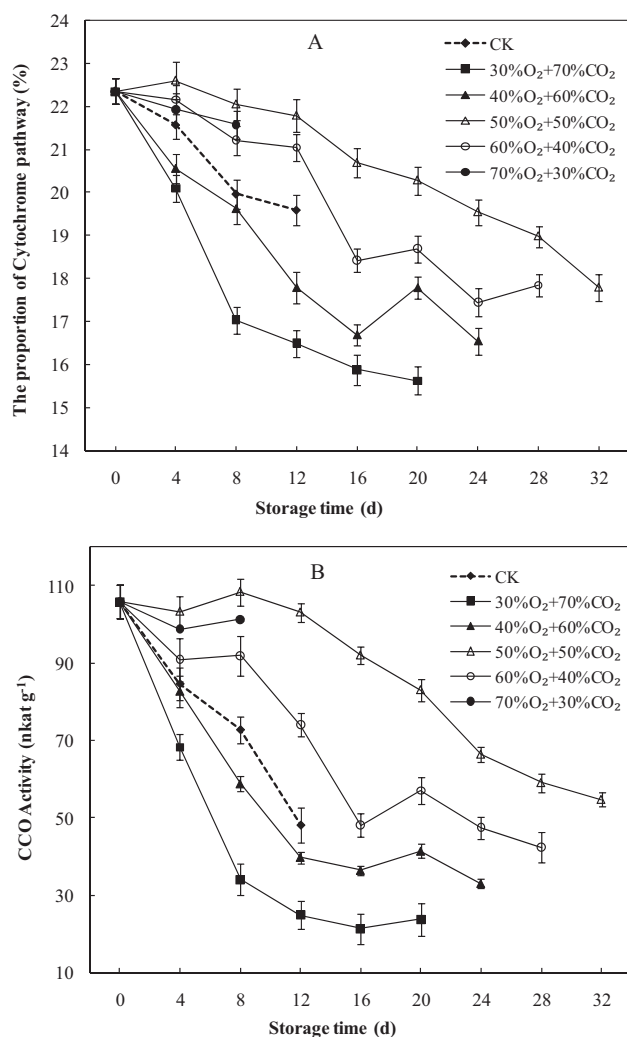 A
CK
30%O₂+70%CO₂
40%O₂+60%CO₂
50%O₂+50%CO₂
60%O₂+40%CO₂
70%O₂+30%CO₂
The proportion of Cytochrome pathway (%)
24
23
22
21
20
19
18
17
16
15
14
0 4 8 12 16 20 24 28 32
Storage time (d)
B
CK
30%O₂+70%CO₂
40%O₂+60%CO₂
50%O₂+50%CO₂
60%O₂+40%CO₂
70%O₂+30%CO₂
CCO Activity (nkat g⁻¹)
110
90
70
50
30
10
0 4 8 12 16 20 24 28 32
Storage time (d)